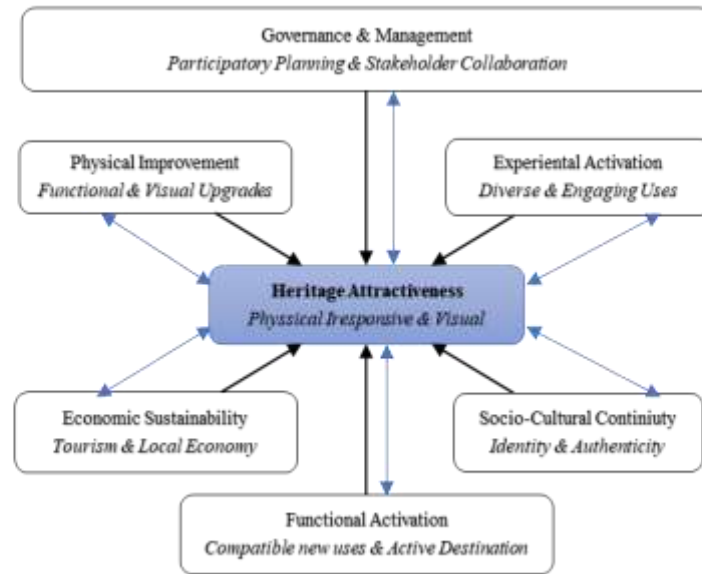 Governance & Management
Participatory Planning & Stakeholder Collaboration
Physical Improvement
Functional & Visual Upgrades
Experiental Activation
Diverse & Engaging Uses
Heritage Attractiveness
Physsical Iresponsive & Visual
Economic Sustainability
Tourism & Local Economy
Socio-Cultural Continiuty
Identity & Authenticity
Functional Activation
Compatible new uses & Active Destination